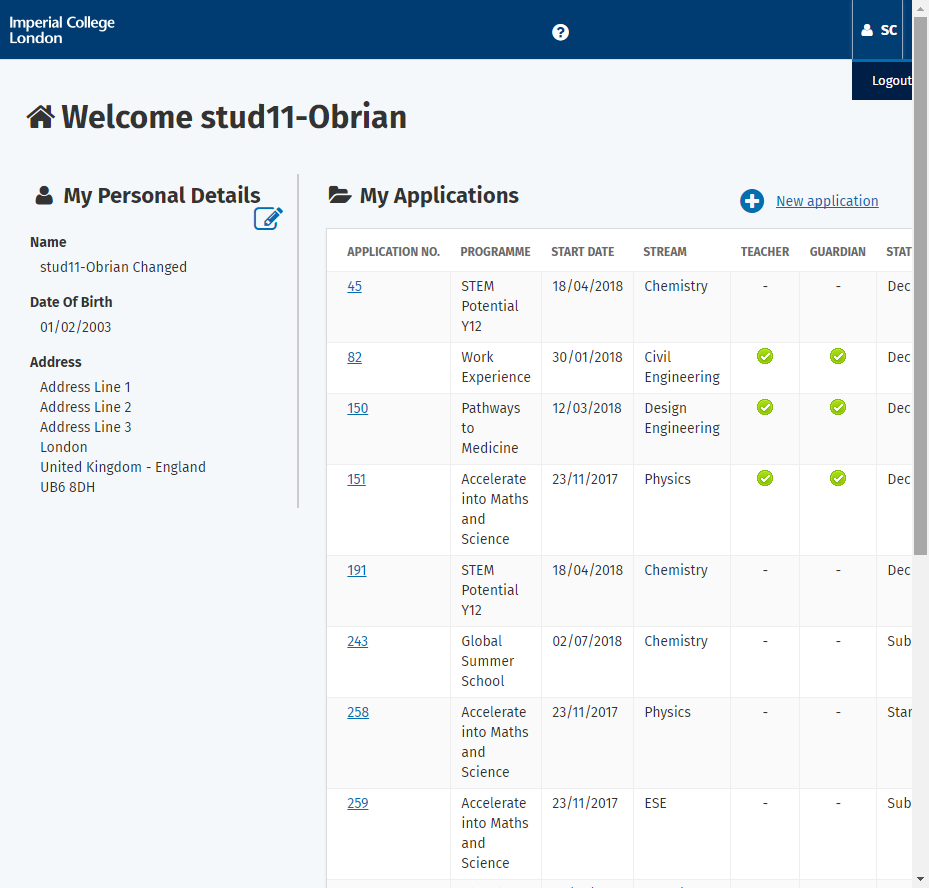 Imperial College
London
?
SC
Logout
Welcome stud11-Obrian
My Personal Details
Name
stud11-Obrian Changed
Date Of Birth
01/02/2003
Address
Address Line 1
Address Line 2
Address Line 3
London
United Kingdom - England
UB6 8DH
My Applications
New application
APPLICATION NO. PROGRAMME START DATE STREAM TEACHER GUARDIAN STAT
45 STEM 18/04/2018 Chemistry - - Dec
Potential
Y12
82 Work 30/01/2018 Civil Dec
Experience Engineering
150 Pathways 12/03/2018 Design Dec
to Engineering
Medicine
151 Accelerate 23/11/2017 Physics Dec
into Maths
and
Science
191 STEM 18/04/2018 Chemistry - - Dec
Potential
Y12
243 Global 02/07/2018 Chemistry - - Sub
Summer
School
258 Accelerate 23/11/2017 Physics - - Star
into Maths
and
Science
259 Accelerate 23/11/2017 ESE - - Sub
into Maths
and
Science